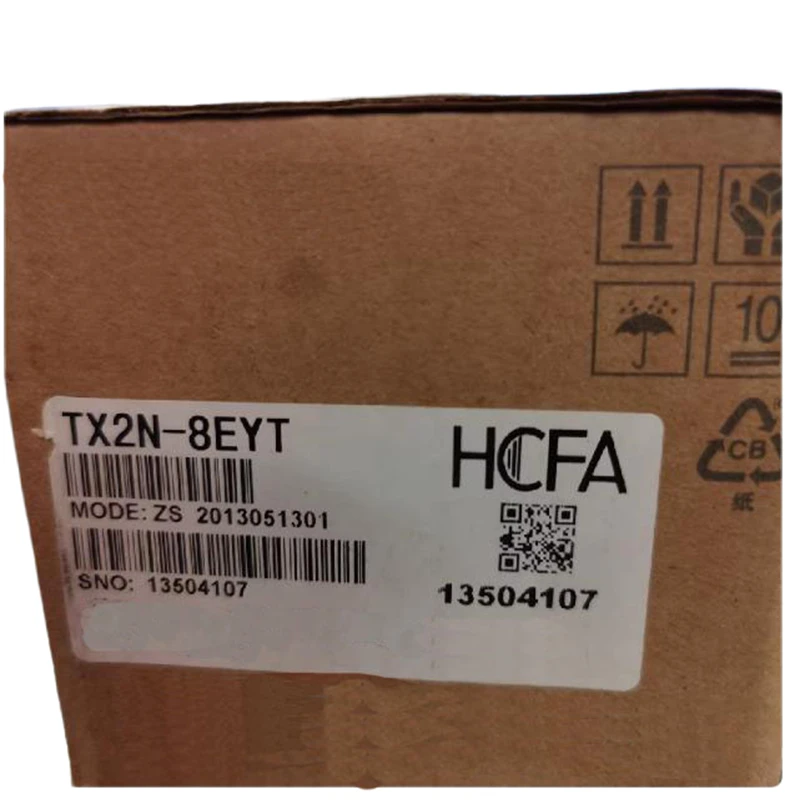 10
TX2N-8EYT
HCFA
MODE: ZS 2013051301
SNO: 13504107
13504107
CB
纸